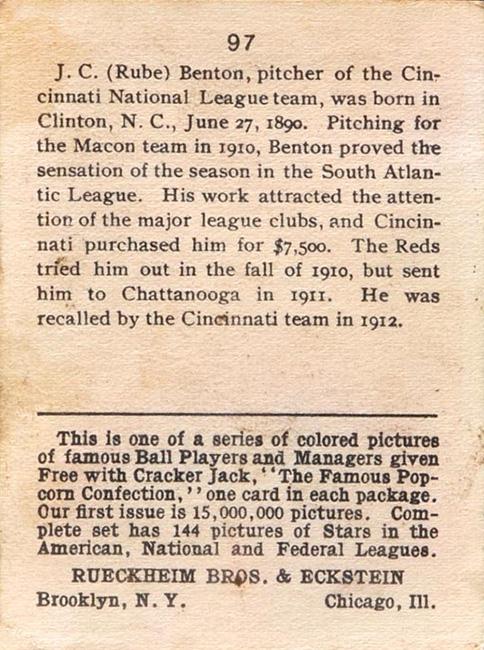 97
J. C. (Rube) Benton, pitcher of the Cin-
cinnati National League team, was born in
Clinton, N. C., June 27, 1890. Pitching for
the Macon team in 1910, Benton proved the
sensation of the season in the South Atlan-
tic League. His work attracted the atten-
tion of the major league clubs, and Cincin-
nati purchased him for $7,500. The Reds
tried him out in the fall of 1910, but sent
him to Chattanooga in 1911. He was
recalled by the Cincinnati team in 1912.
This is one of a series of colored pictures
of famous Ball Players and Managers given
Free with Cracker Jack, "The Famous Pop-
corn Confection," one card in each package.
Our first issue is 15,000,000 pictures. Com-
plete set has 144 pictures of Stars in the
American, National and Federal Leagues.
RUECKHEIM BROS. & ECKSTEIN
Brooklyn, N. Y. Chicago, Ill.